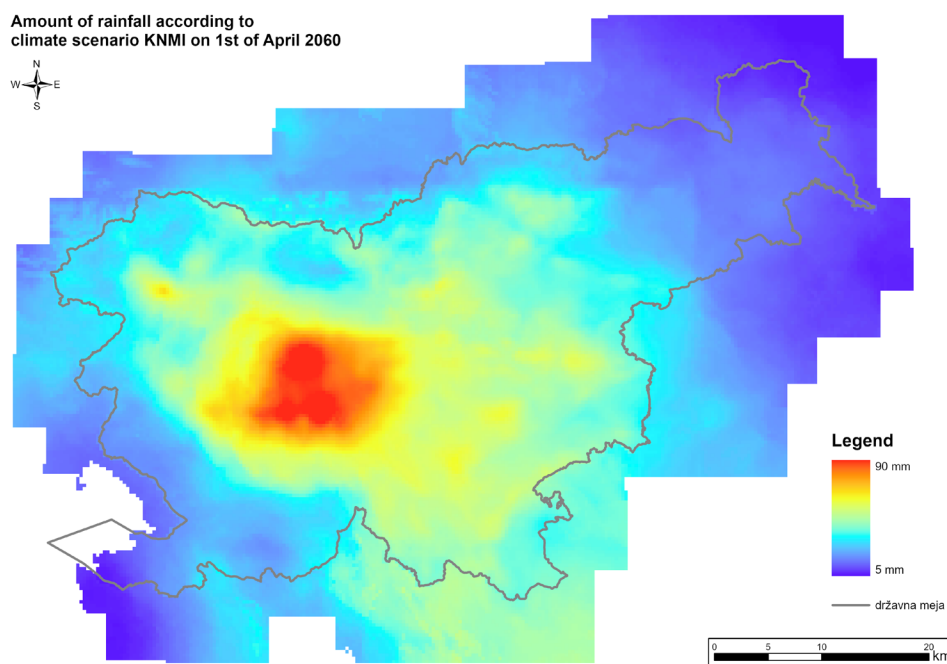 Amount of rainfall according to
climate scenario KNMI on 1st of April 2060
N
W E
S
Legend
90 mm
5 mm
državna meja
0 5 10 20
km